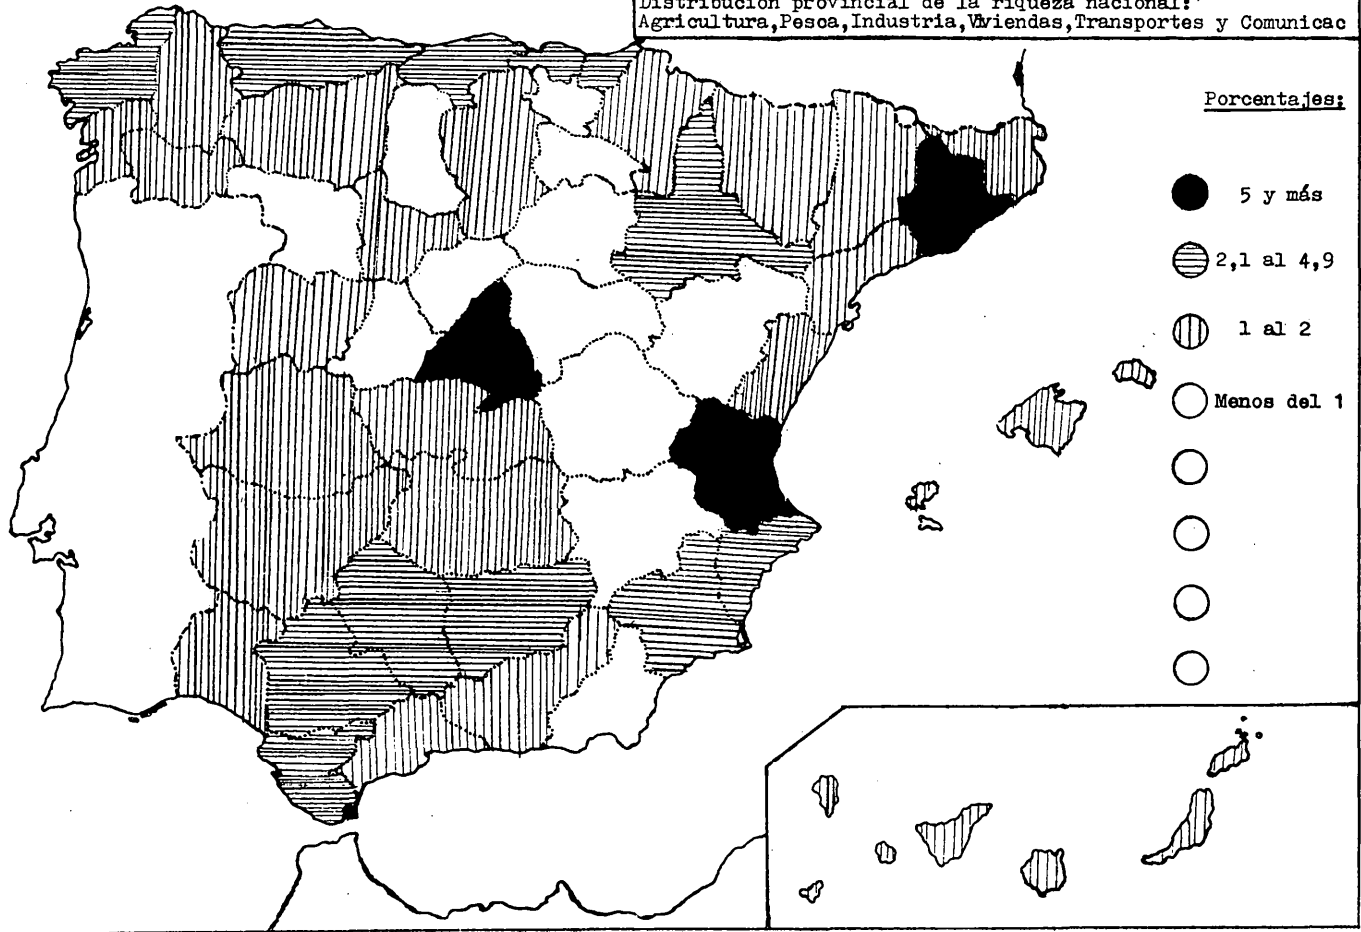 Distribución provincial de la riqueza nacional:
Agricultura,Pesca,Industria,Viviendas,Transportes y Comunicac
Porcentajes:
5 y más
2,1 al 4,9
1 al 2
Menos del 1